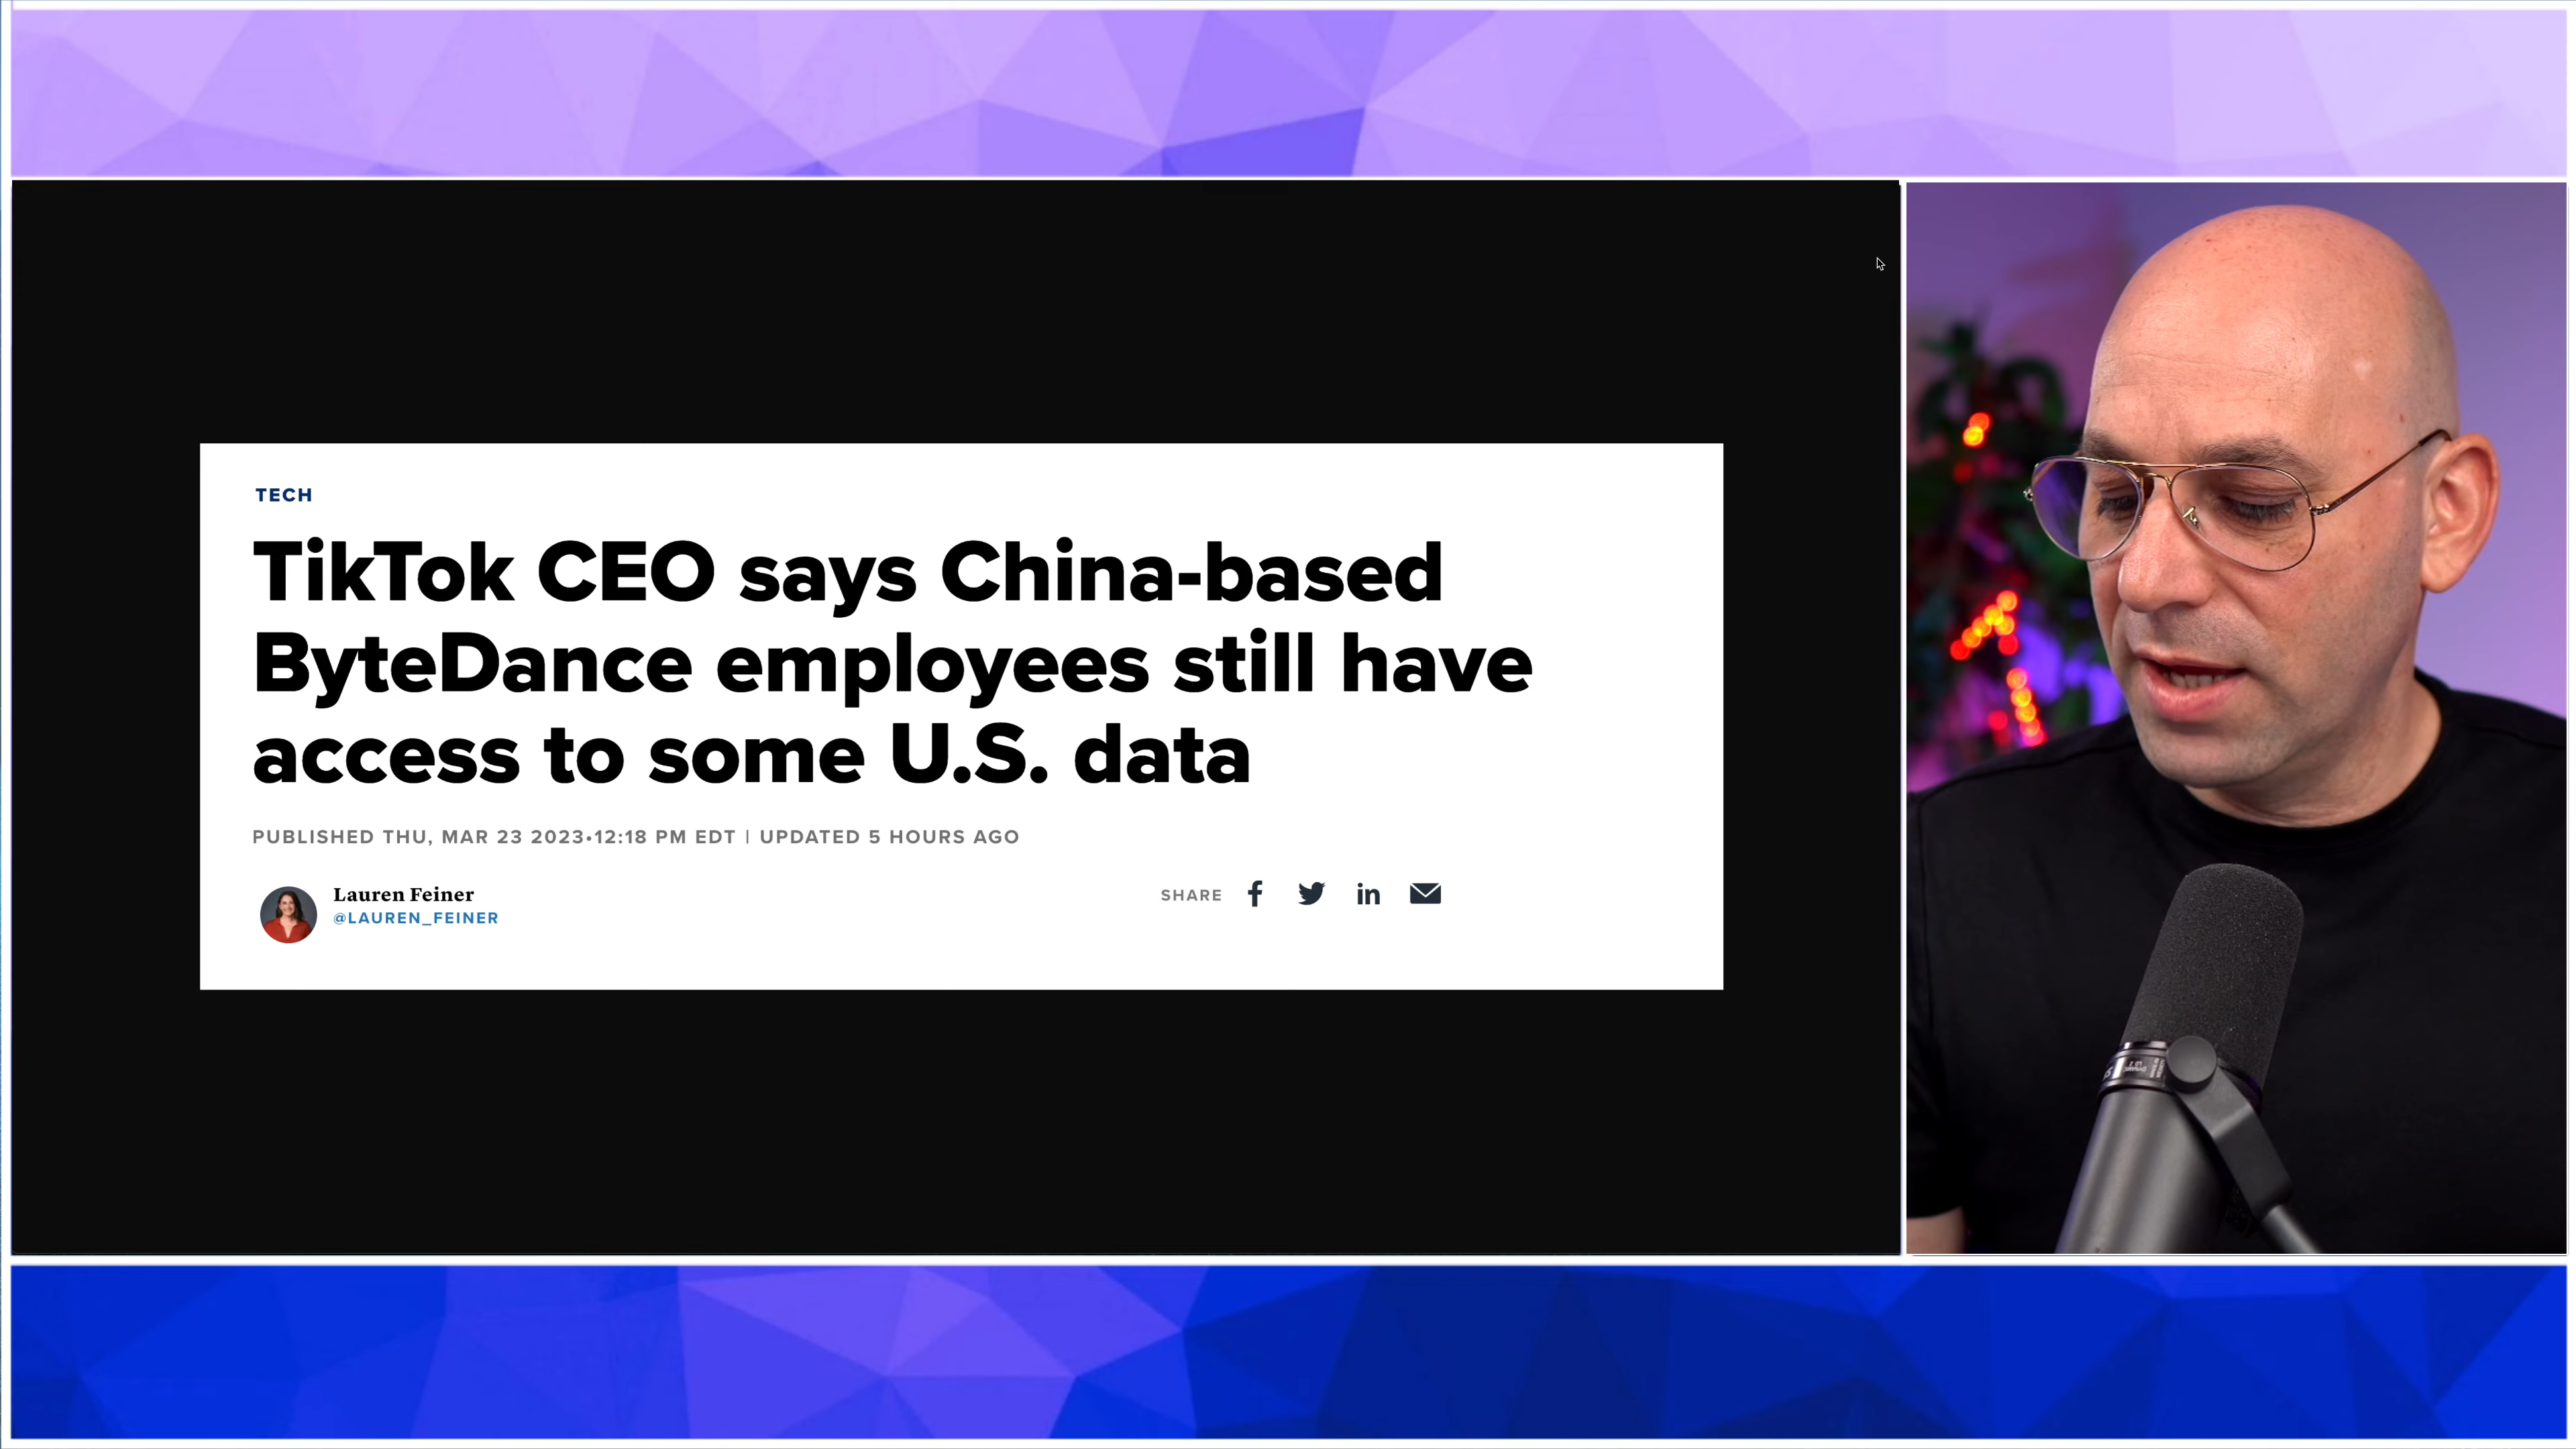 TECH
TikTok CEO says China-based
ByteDance employees still have
access to some U.S. data
PUBLISHED THU, MAR 23 2023•12:18 PM EDT | UPDATED 5 HOURS AGO
Lauren Feiner
@LAUREN_FEINER
SHARE